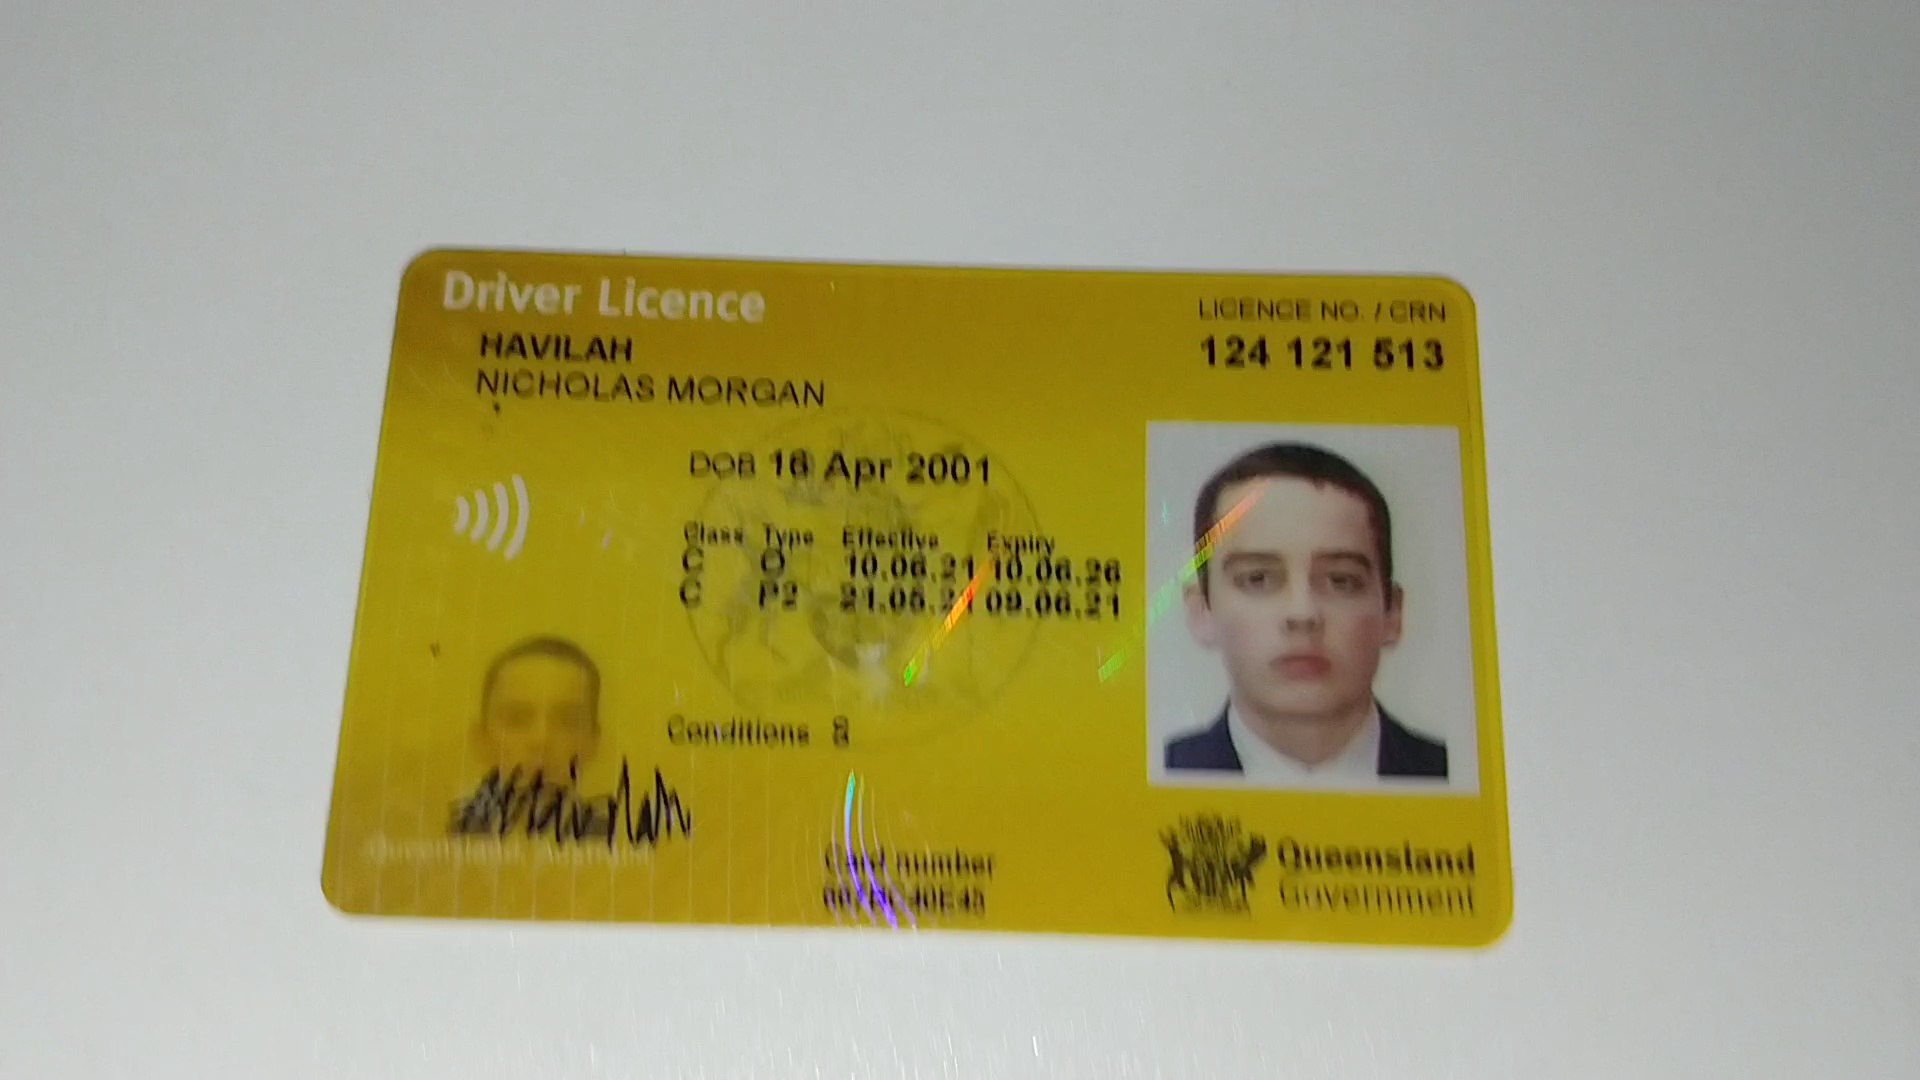 Driver Licence
HAVILAH
NICHOLAS MORGAN
LICENCE NO. / CRN
124 121 513
DOB 16 Apr 2001
Class Type Effective Expiry
C O 10.06.21 10.06.26
C P2 21.05.21 09.06.21
Conditions S
Havilah
Queensland, Australia
Card number
Queensland
Government